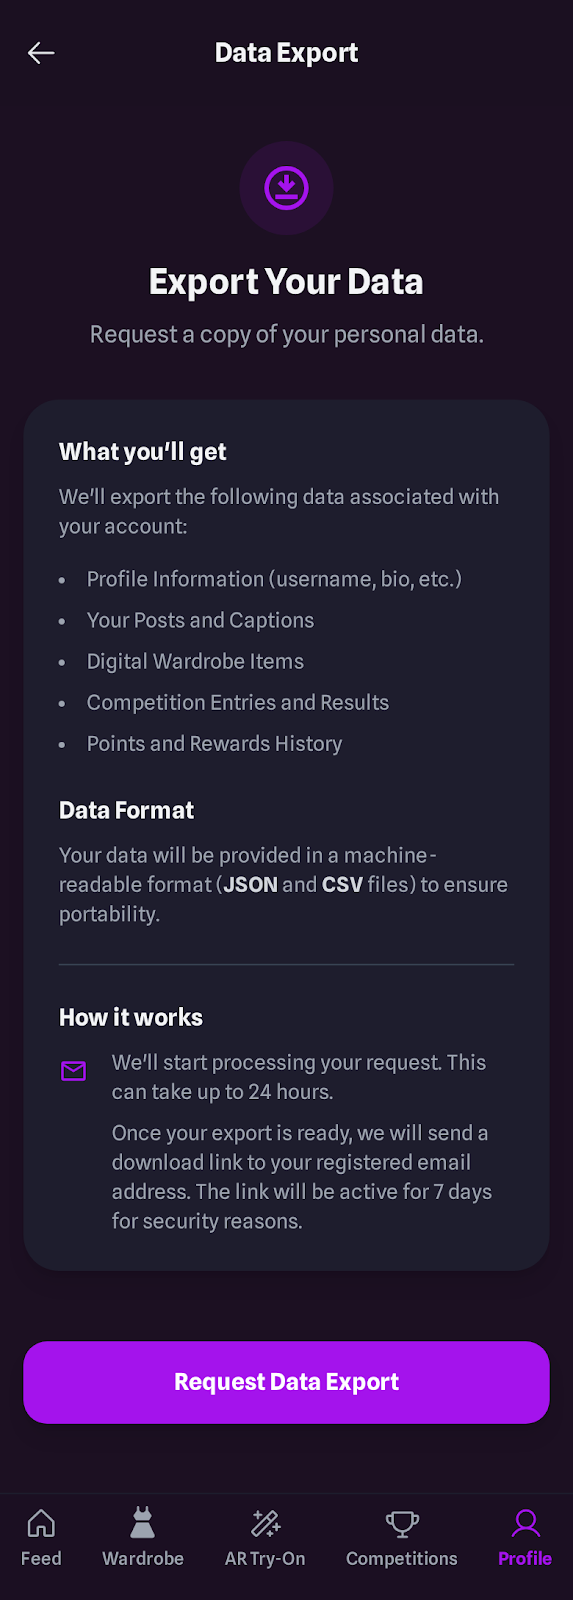 Data Export
Export Your Data
Request a copy of your personal data.
What you'll get
We'll export the following data associated with
your account:
• Profile Information (username, bio, etc.)
• Your Posts and Captions
• Digital Wardrobe Items
• Competition Entries and Results
• Points and Rewards History
Data Format
Your data will be provided in a machine-
readable format (JSON and CSV files) to ensure
portability.
How it works
We'll start processing your request. This
can take up to 24 hours.
Once your export is ready, we will send a
download link to your registered email
address. The link will be active for 7 days
for security reasons.
Request Data Export
Feed
Wardrobe
AR Try-On
Competitions
Profile